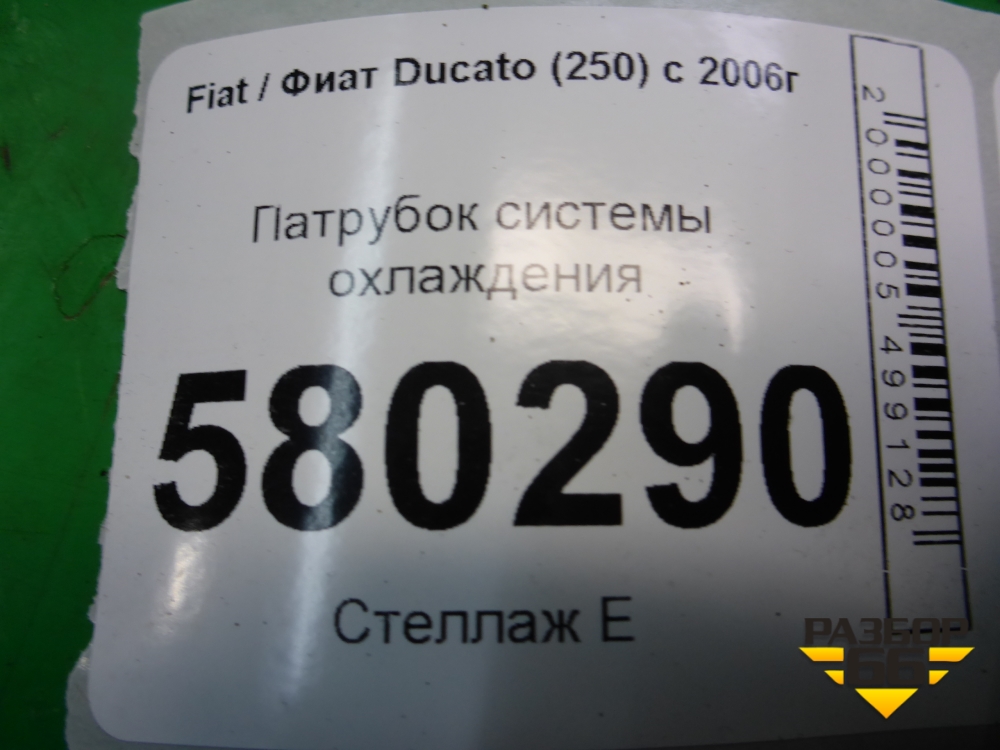 Fiat / Фиат Ducato (250) с 2006г
Патрубок системы
охлаждения
580290
Стеллаж Е
2000005499128
РАЗБОР
66